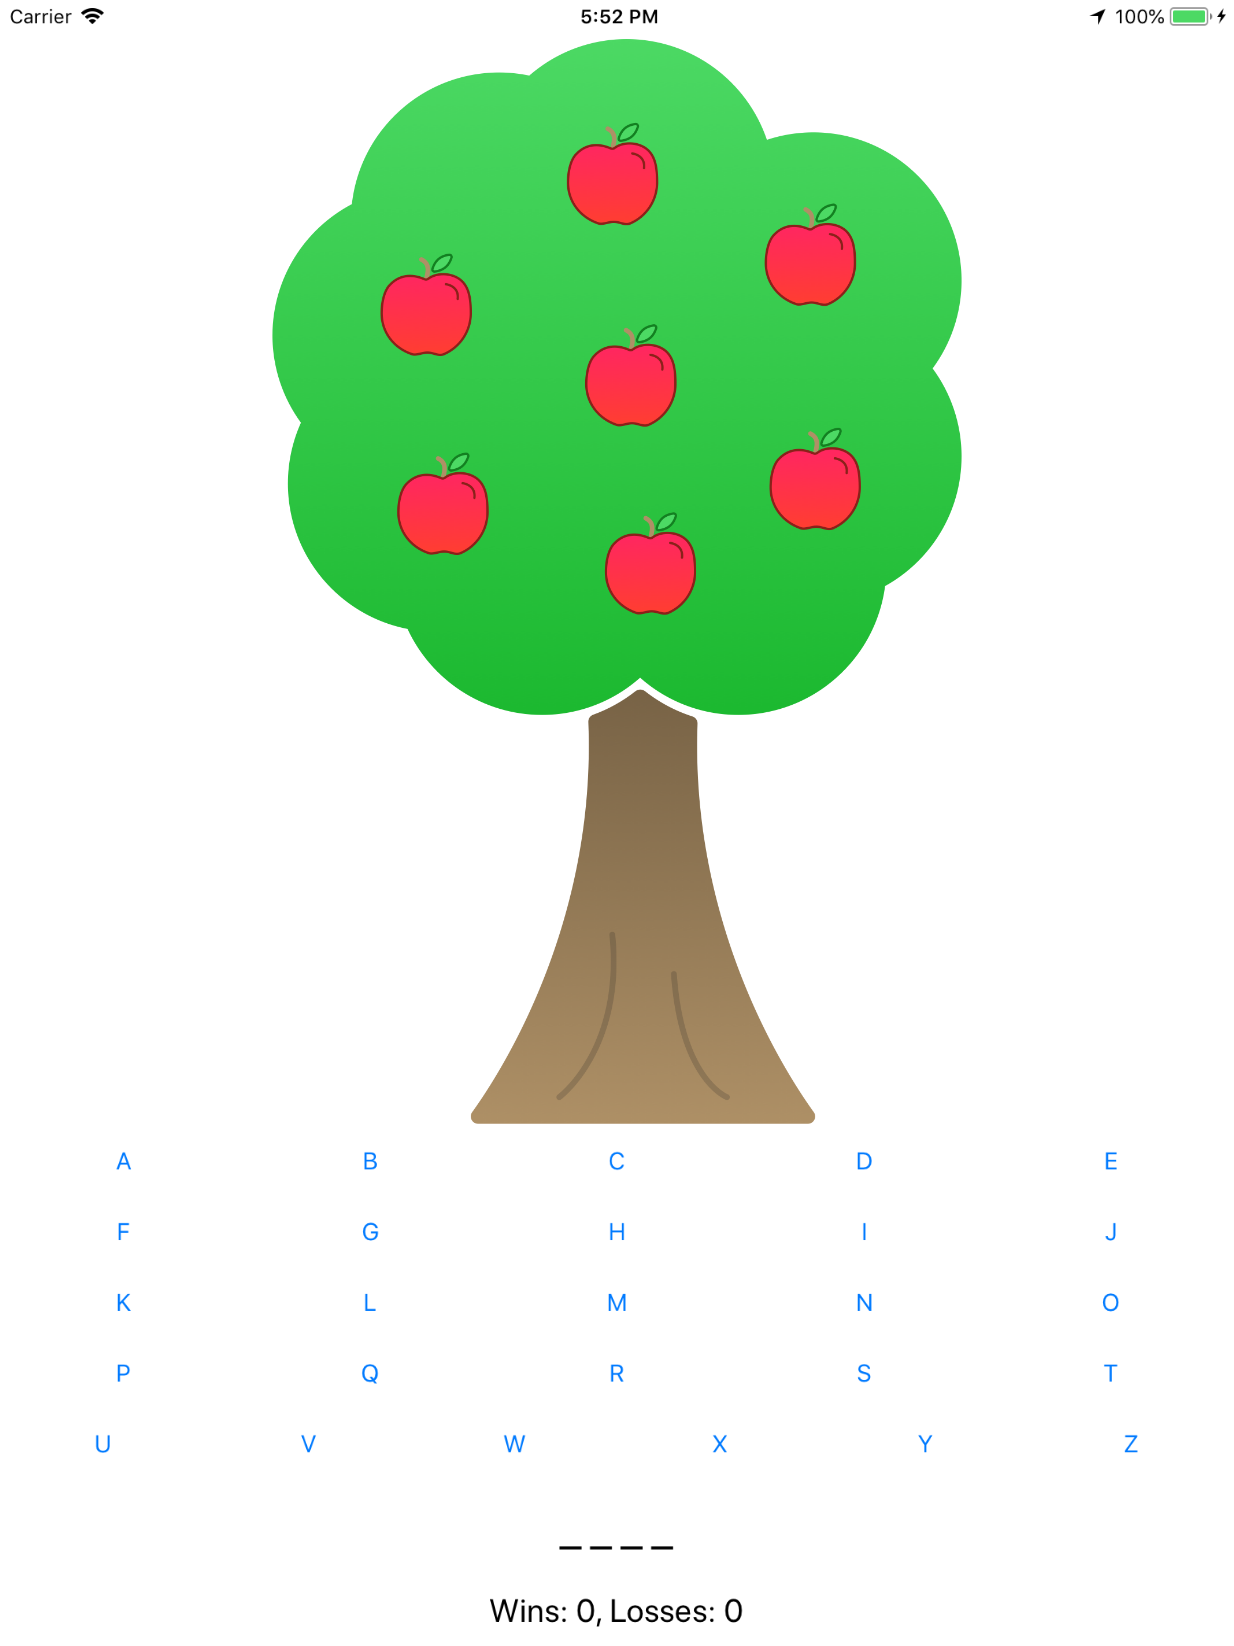 Carrier 5:52 PM 100%
A B C D E
F G H I J
K L M N O
P Q R S T
U V W X Y Z
_ _ _ _
Wins: 0, Losses: 0